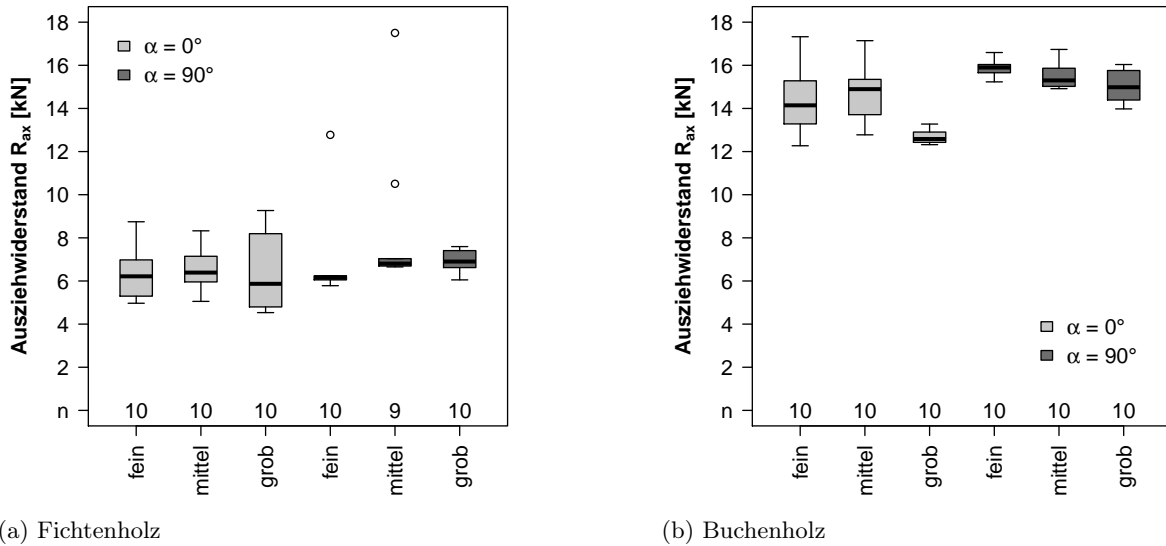 18
16
14
12
10
8
6
4
2
n
Ausziehwiderstand Rax [kN]
α = 0°
α = 90°
10 10 10 10 9 10
fein mittel grob fein mittel grob
(a) Fichtenholz
18
16
14
12
10
8
6
4
2
n
Ausziehwiderstand Rax [kN]
α = 0°
α = 90°
10 10 10 10 10 10
fein mittel grob fein mittel grob
(b) Buchenholz